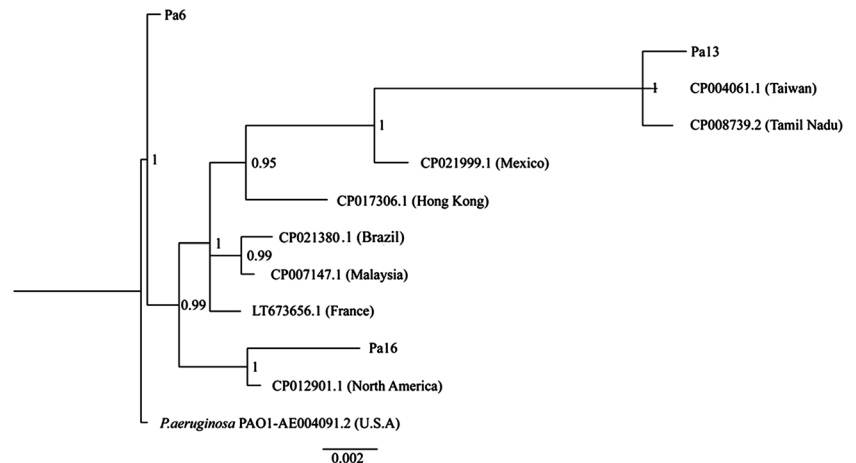 Pa6
Pa13
1
CP004061.1 (Taiwan)
CP008739.2 (Tamil Nadu)
1
1
0.95
CP021999.1 (Mexico)
CP017306.1 (Hong Kong)
CP021380.1 (Brazil)
1
0.99
CP007147.1 (Malaysia)
0.99
LT673656.1 (France)
Pa16
1
CP012901.1 (North America)
P.aeruginosa PAO1-AE004091.2 (U.S.A)
0.002